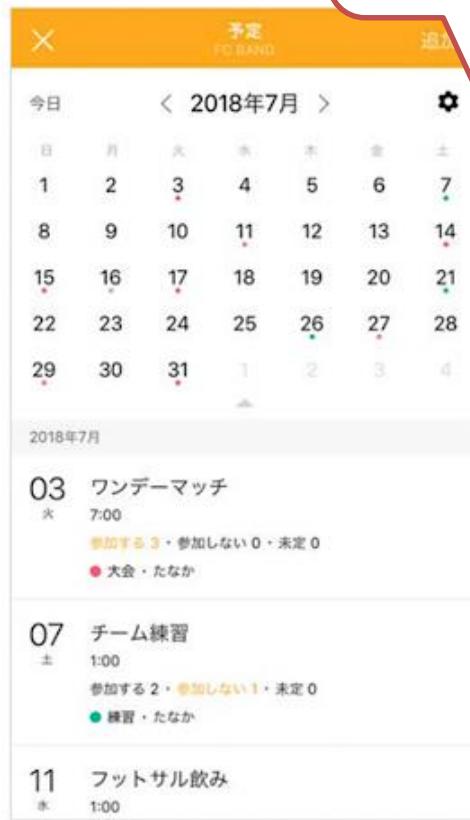 予定
FC BAND
追加
今日
< 2018年7月 >
日 月 火 水 木 金 土
1 2 3 4 5 6 7
8 9 10 11 12 13 14
15 16 17 18 19 20 21
22 23 24 25 26 27 28
29 30 31 1 2 3 4
2018年7月
03 ワンデーマッチ
火 7:00
参加する 3・参加しない 0・未定 0
大会・たなか
07 チーム練習
土 1:00
参加する 2・参加しない 1・未定 0
練習・たなか
11 フットサル飲み
水 1:00